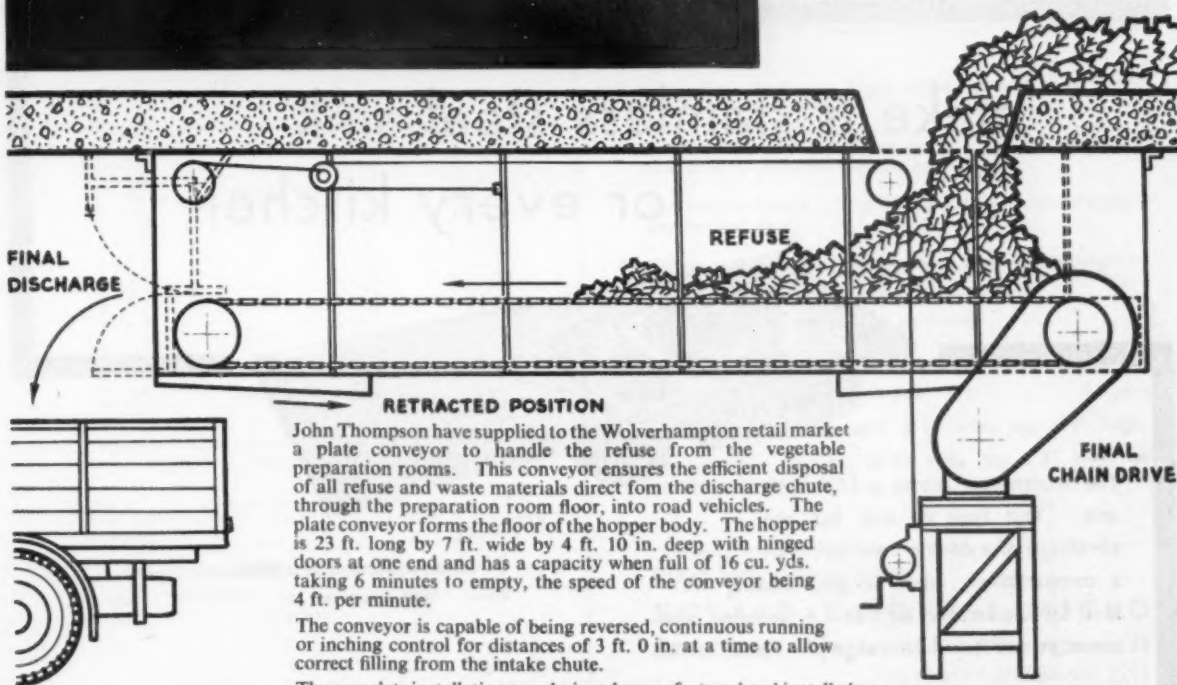 REFUSE
FINAL
DISCHARGE
RETRACTED POSITION
FINAL
CHAIN DRIVE
John Thompson have supplied to the Wolverhampton retail market
a plate conveyor to handle the refuse from the vegetable
preparation rooms. This conveyor ensures the efficient disposal
of all refuse and waste materials direct fom the discharge chute,
through the preparation room floor, into road vehicles. The
plate conveyor forms the floor of the hopper body. The hopper
is 23 ft. long by 7 ft. wide by 4 ft. 10 in. deep with hinged
doors at one end and has a capacity when full of 16 cu. yds.
taking 6 minutes to empty, the speed of the conveyor being
4 ft. per minute.
The conveyor is capable of being reversed, continuous running
or inching control for distances of 3 ft. 0 in. at a time to allow
correct filling from the intake chute.